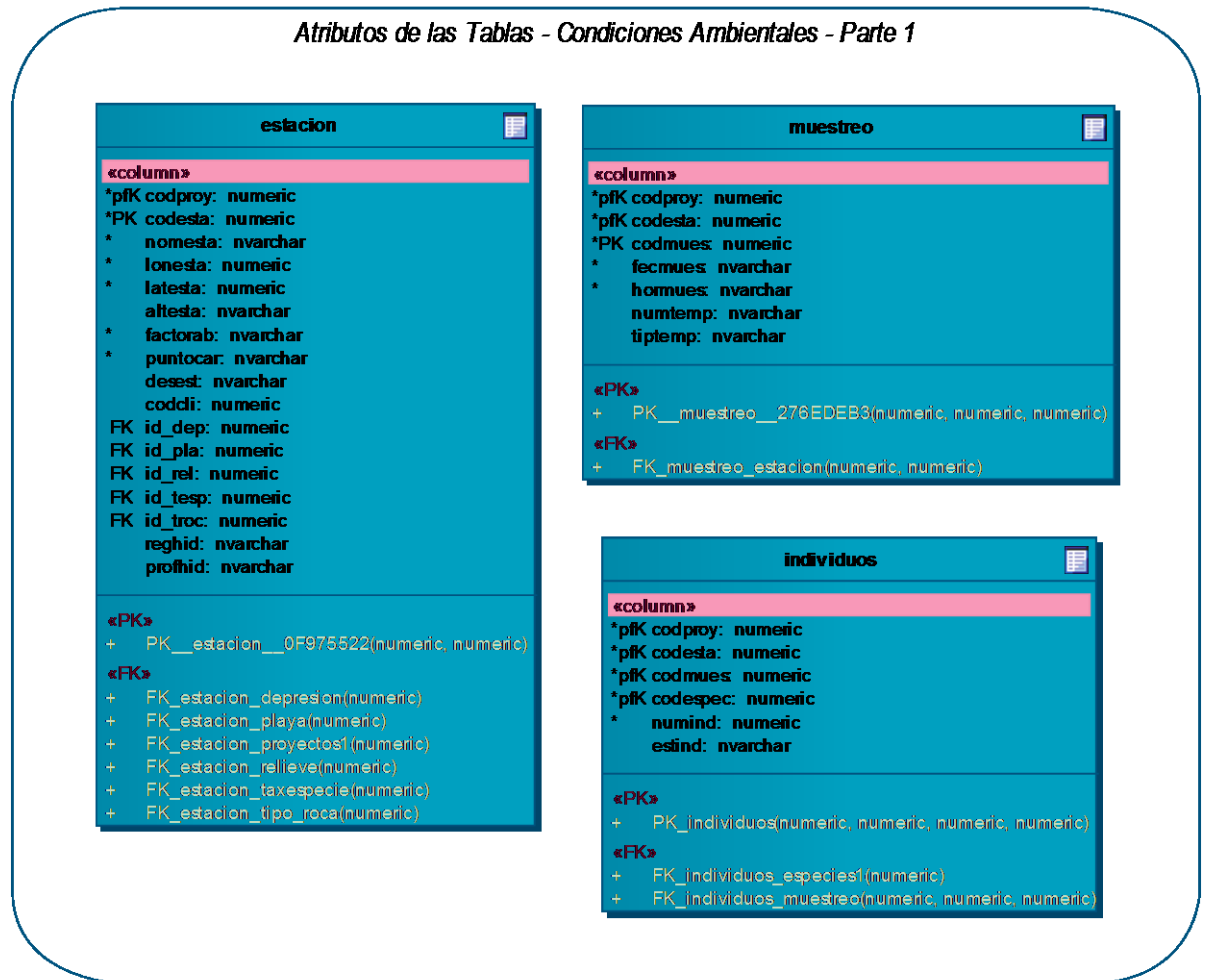 Atributos de las Tablas - Condiciones Ambientales - Parte 1
estacion
«column»
*pfK codproy: numeric
*PK codesta: numeric
* nomesta: nvarchar
* lonesta: numeric
* latesta: numeric
altesta: nvarchar
* factorab: nvarchar
* puntocar: nvarchar
desest: nvarchar
codcli: numeric
FK id_dep: numeric
FK id_pla: numeric
FK id_rel: numeric
FK id_tesp: numeric
FK id_troc: numeric
reghid: nvarchar
profhid: nvarchar
«PK»
+ PK__estacion__0F975522(numeric, numeric)
«FK»
+ FK_estacion_depresion(numeric)
+ FK_estacion_playa(numeric)
+ FK_estacion_proyectos1(numeric)
+ FK_estacion_relieve(numeric)
+ FK_estacion_taxespecie(numeric)
+ FK_estacion_tipo_roca(numeric)
muestreo
«column»
*pfK codproy: numeric
*pfK codesta: numeric
*PK codmues: numeric
* fecmues: nvarchar
* hormues: nvarchar
numtemp: nvarchar
tiptemp: nvarchar
«PK»
+ PK__muestreo__276EDEB3(numeric, numeric, numeric)
«FK»
+ FK_muestreo_estacion(numeric, numeric)
individuos
«column»
*pfK codproy: numeric
*pfK codesta: numeric
*pfK codmues: numeric
*pfK codespec: numeric
* numind: numeric
estind: nvarchar
«PK»
+ PK_individuos(numeric, numeric, numeric, numeric)
«FK»
+ FK_individuos_especies1(numeric)
+ FK_individuos_muestreo(numeric, numeric, numeric)